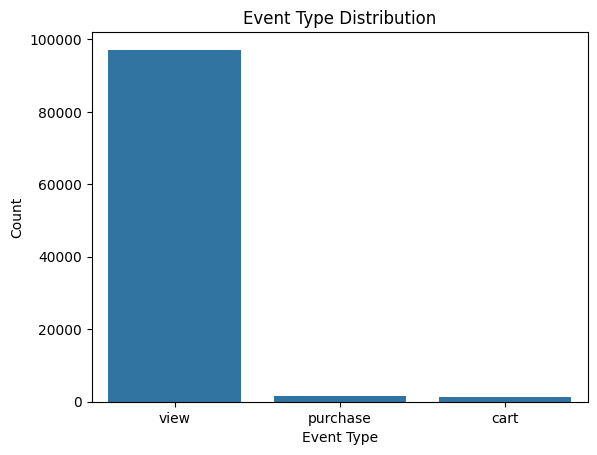 Event Type Distribution
100000
80000
60000
40000
20000
0
Count
view purchase cart
Event Type